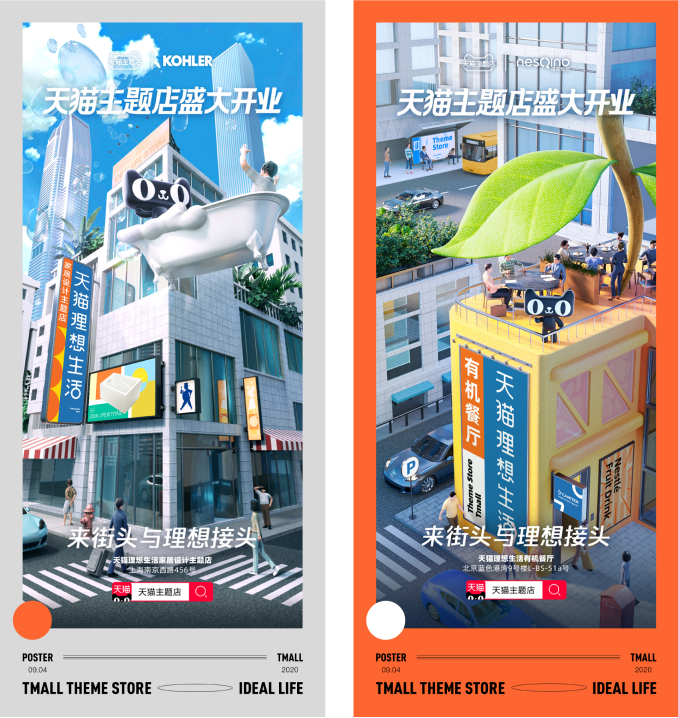 天猫主题店
KOHLER
天猫主题店盛大开业
家居设计主题店
天猫理想生活
来街头与理想接头
天猫理想生活家居设计主题店
上海南京西路456号
天猫
天猫主题店
POSTER
TMALL
09.04
2020
TMALL THEME STORE
IDEAL LIFE
天猫主题店
nesQino
天猫主题店盛大开业
Theme
Store
有机餐厅
天猫理想生活
Theme Store
Tmall
P
Nestlé
Fruit Drink
来街头与理想接头
天猫理想生活有机餐厅
北京蓝色港湾9号楼L-BS-51a号
天猫
天猫主题店
POSTER
TMALL
09.04
2020
TMALL THEME STORE
IDEAL LIFE